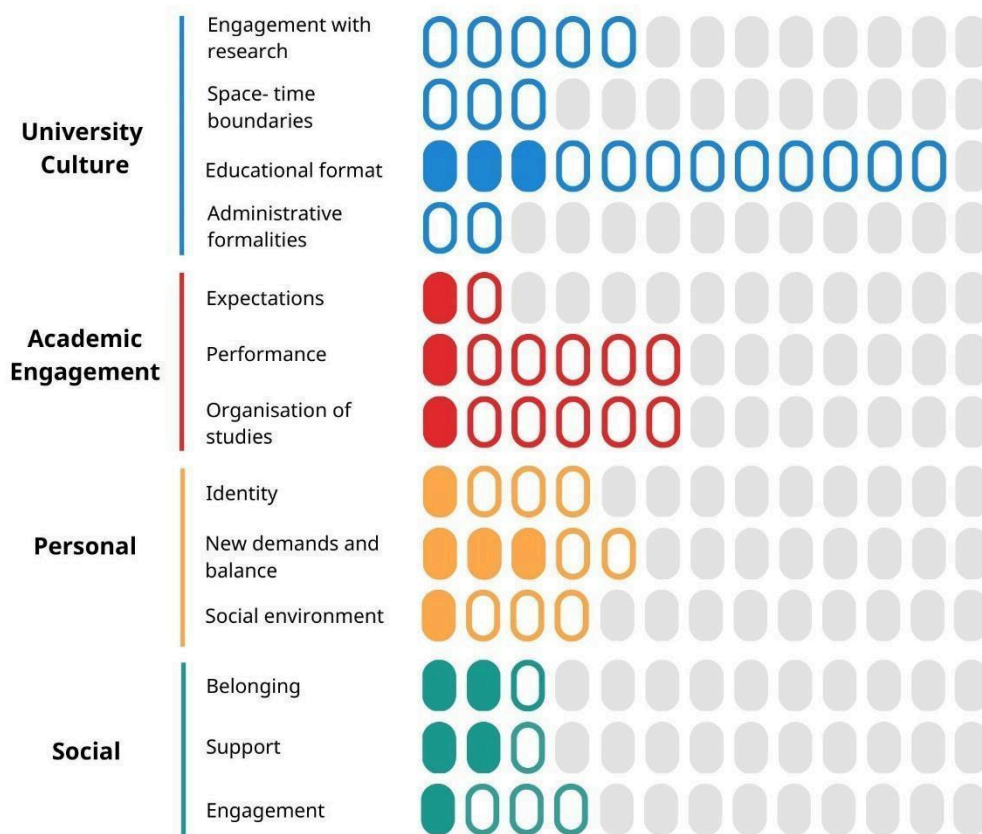 University
Culture
Engagement with
research
Space- time
boundaries
Educational format
Administrative
formalities
Academic
Engagement
Expectations
Performance
Organisation of
studies
Personal
Identity
New demands and
balance
Social environment
Social
Belonging
Support
Engagement